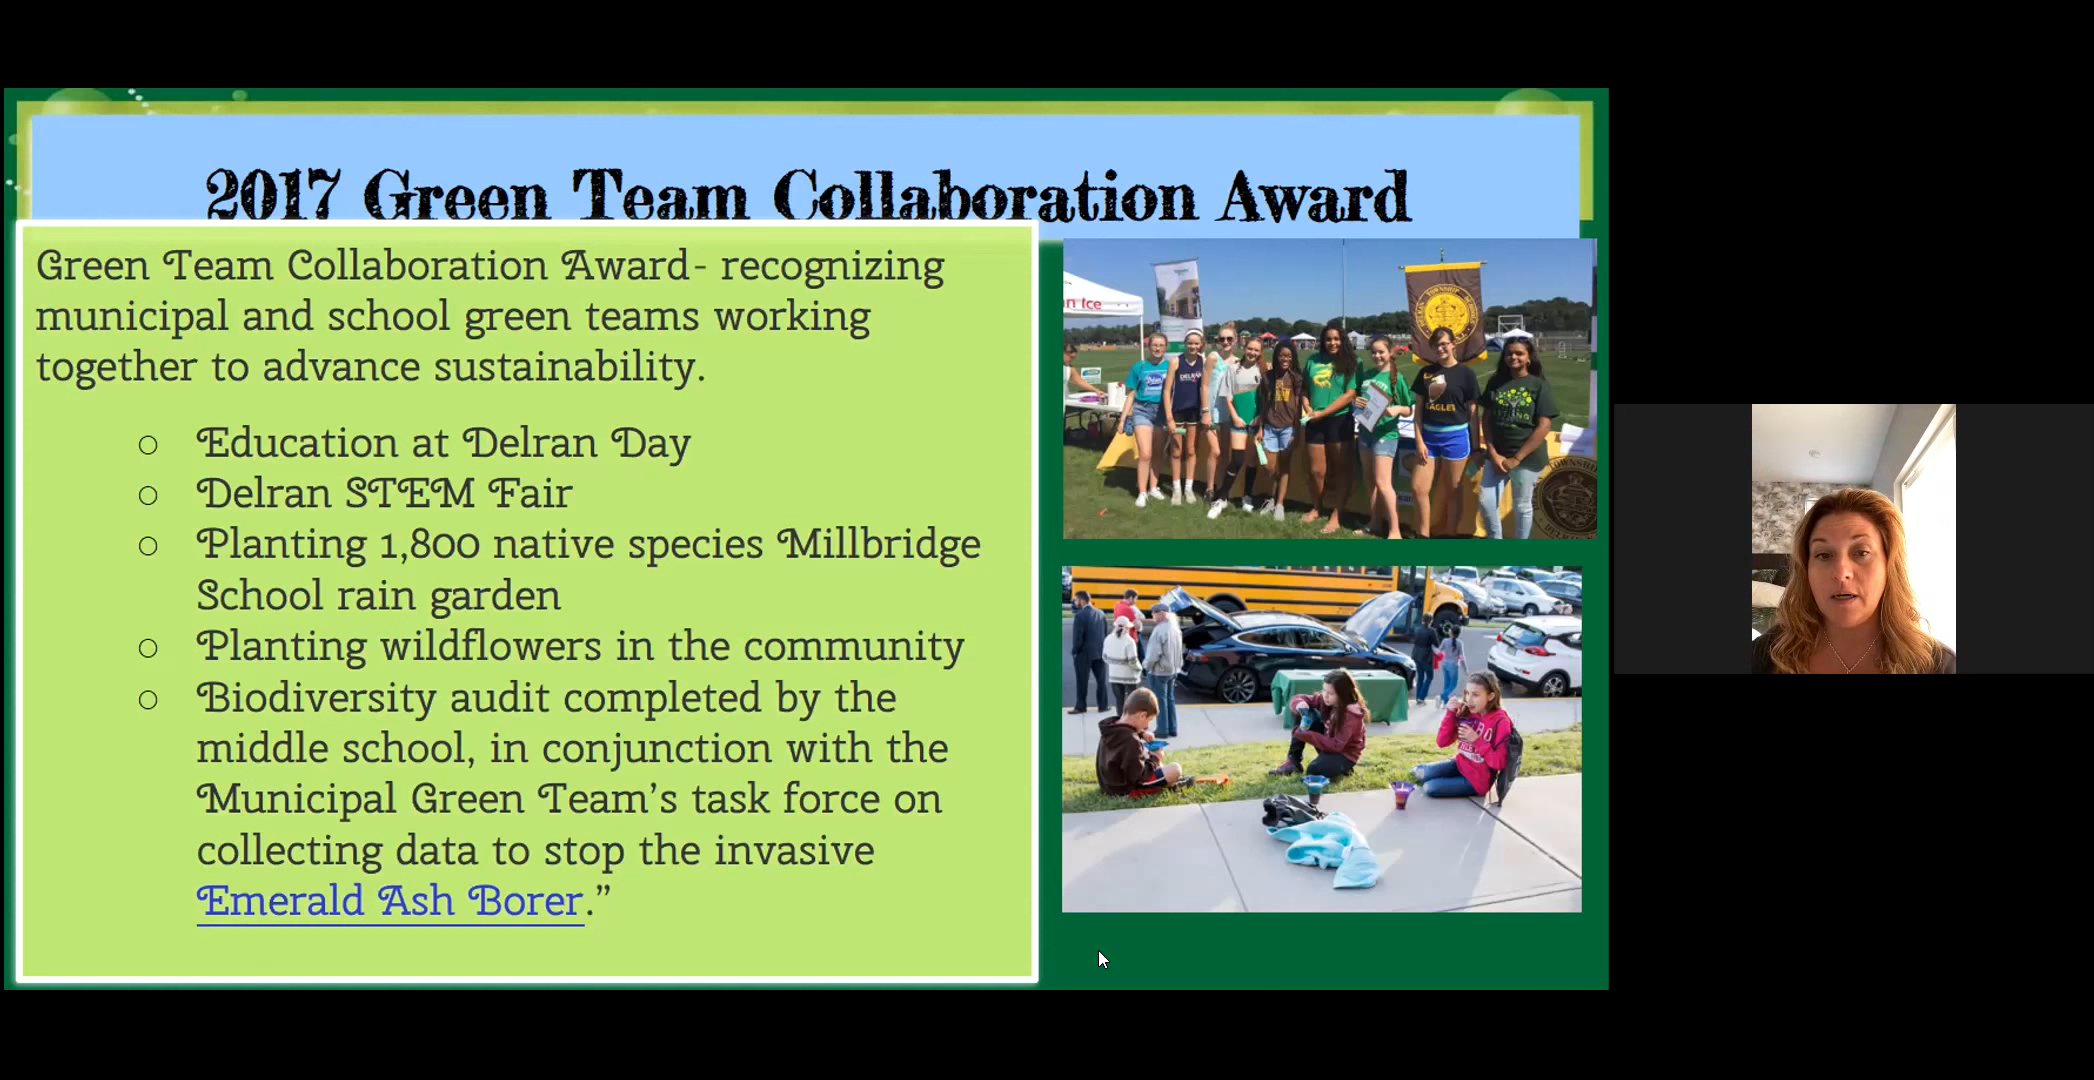 2017 Green Team Collaboration Award
Green Team Collaboration Award- recognizing
municipal and school green teams working
together to advance sustainability.
Education at Delran Day
Delran STEM Fair
Planting 1,800 native species Millbridge
School rain garden
Planting wildflowers in the community
Biodiversity audit completed by the
middle school, in conjunction with the
Municipal Green Team’s task force on
collecting data to stop the invasive
Emerald Ash Borer.”
n Ice
DELRAN
EAGLES